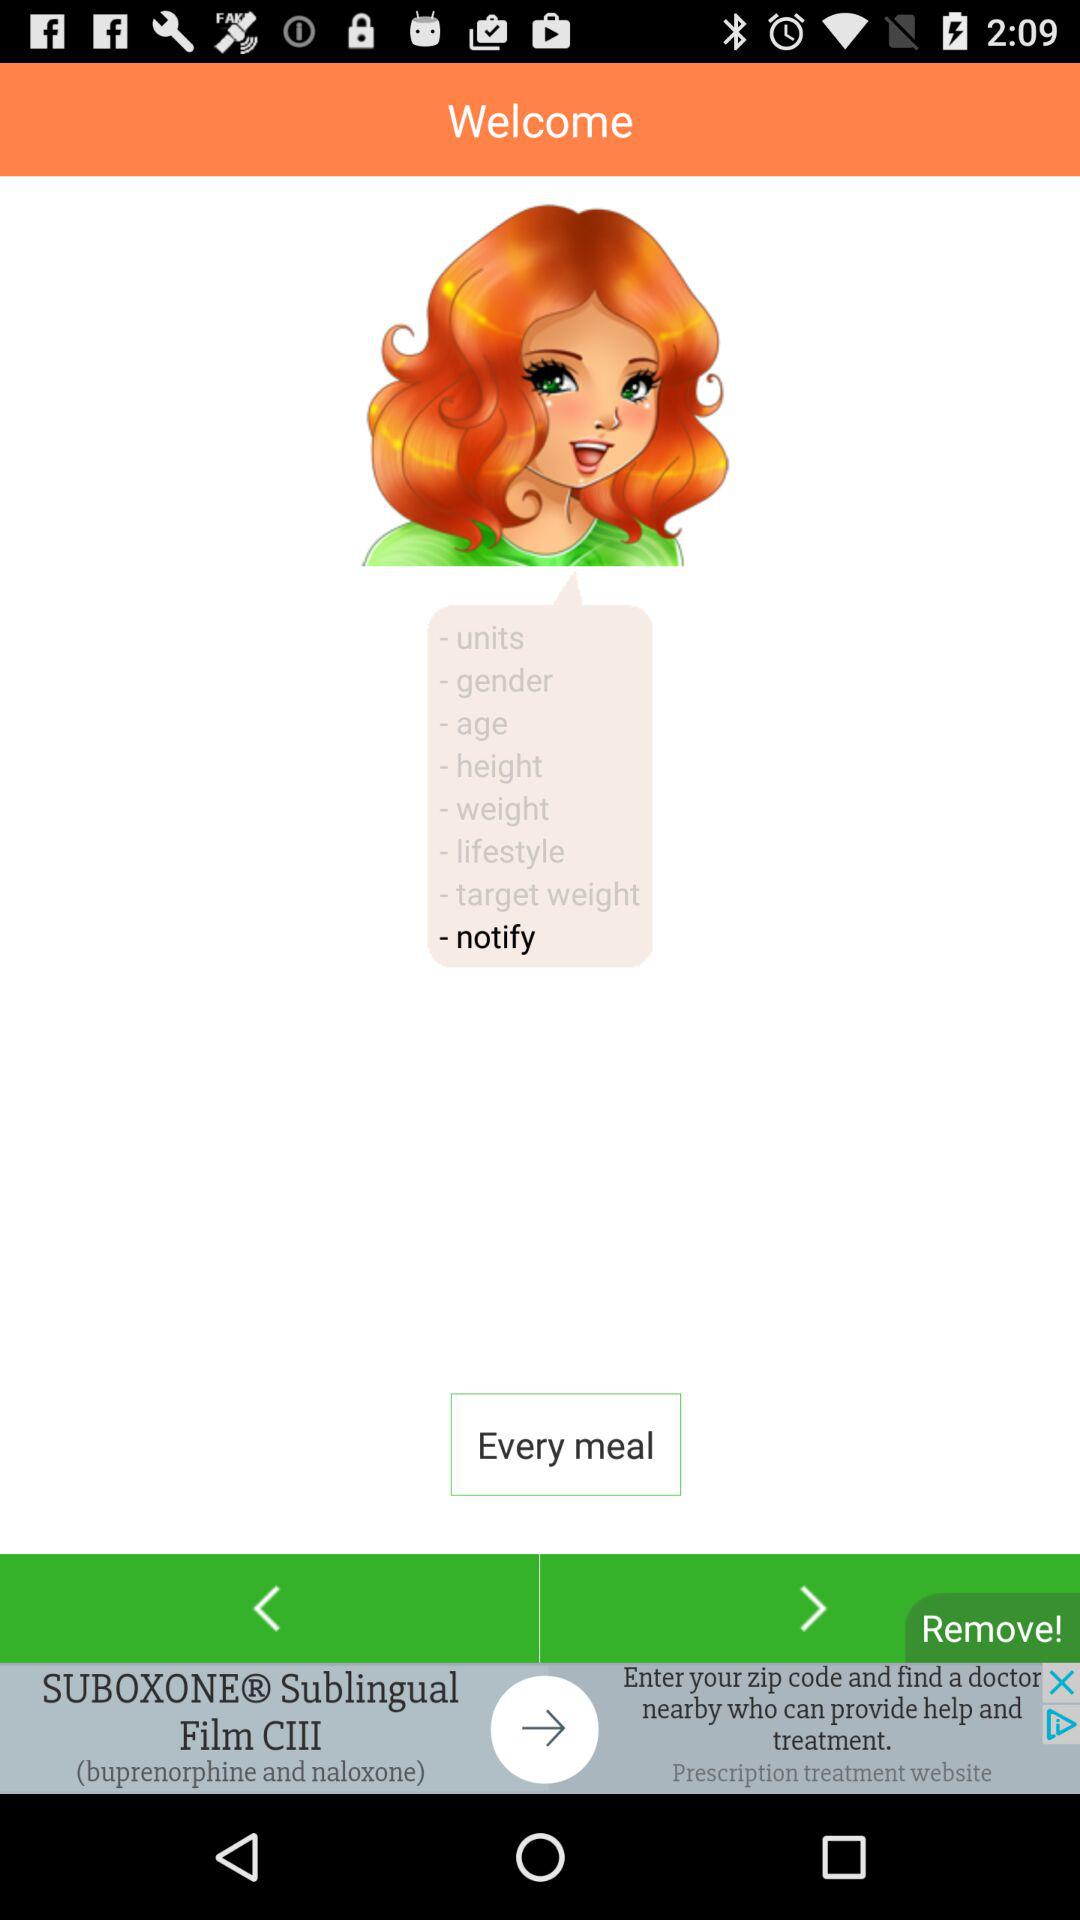 FAKE
2:09
Welcome
- units
- gender
- age
- height
- weight
- lifestyle
- target weight
- notify
Every meal
Remove!
SUBOXONE® Sublingual
Film CIII
(buprenorphine and naloxone)
Enter your zip code and find a doctor
nearby who can provide help and
treatment.
Prescription treatment website